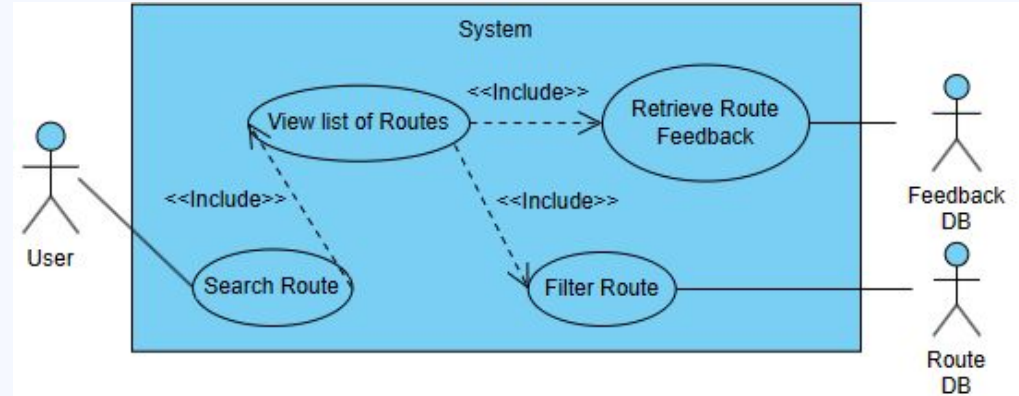 System
<<Include>>
View list of Routes
Retrieve Route
Feedback
<<Include>>
<<Include>>
Feedback
DB
User
Search Route
Filter Route
Route
DB